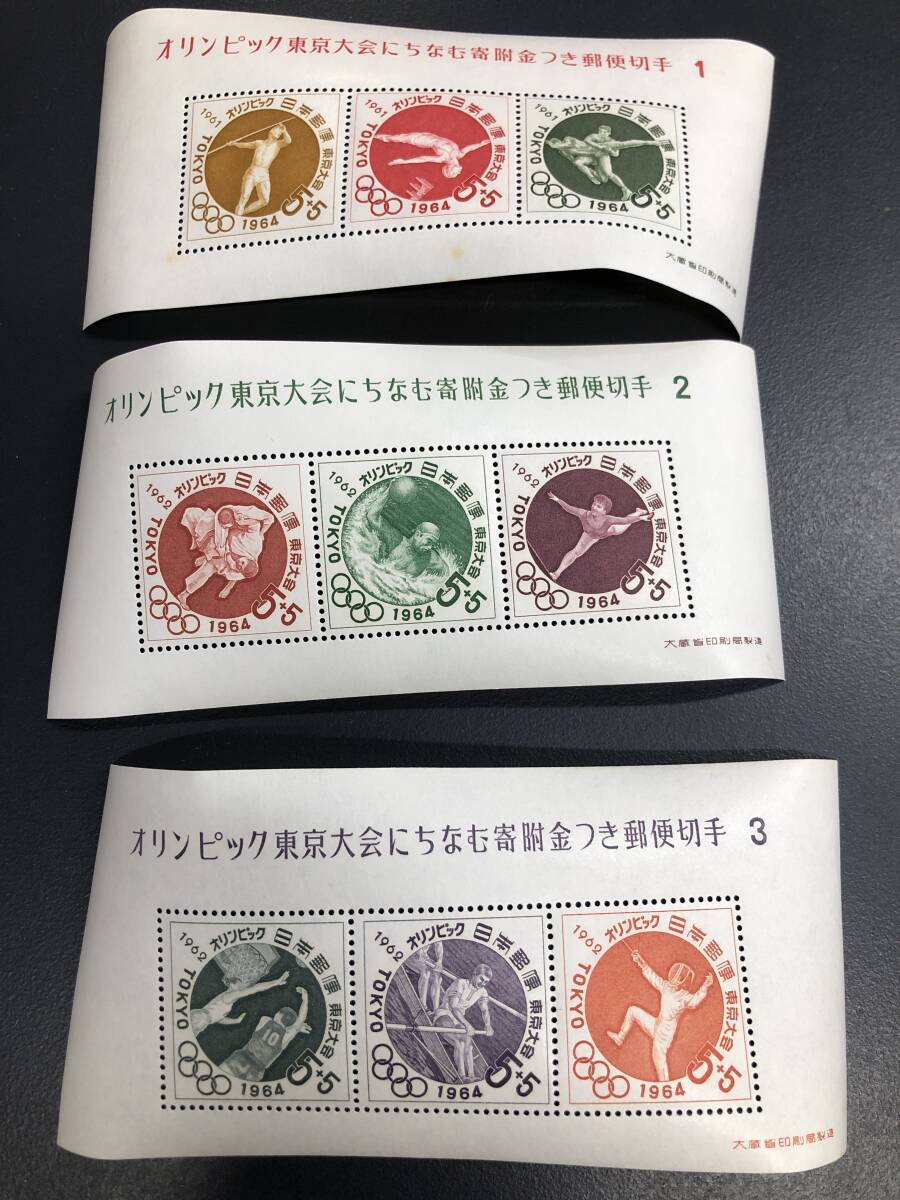 オリンピック東京大会にちなむ寄附金つき郵便切手 1
1961 オリンピック 日本郵便 東京大会
TOKYO
1964
5+5
1961 オリンピック 日本郵便 東京大会
TOKYO
1964
5+5
1961 オリンピック 日本郵便 東京大会
TOKYO
1964
5+5
大蔵省印刷局製造
オリンピック東京大会にちなむ寄附金つき郵便切手 2
1962 オリンピック 日本郵便 東京大会
TOKYO
1964
5+5
1962 オリンピック 日本郵便 東京大会
TOKYO
1964
5+5
1962 オリンピック 日本郵便 東京大会
TOKYO
1964
5+5
大蔵省印刷局製造
オリンピック東京大会にちなむ寄附金つき郵便切手 3
1962 オリンピック 日本郵便 東京大会
TOKYO
10
1964
5+5
1962 オリンピック 日本郵便 東京大会
TOKYO
1964
5+5
1962 オリンピック 日本郵便 東京大会
TOKYO
1964
5+5
大蔵省印刷局製造